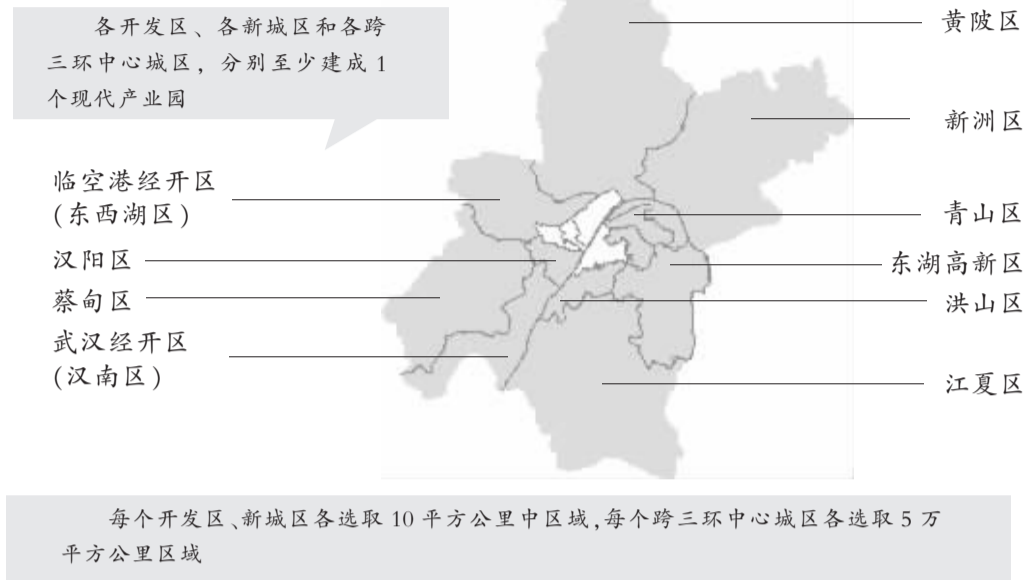 各开发区、各新城区和各跨
三环中心城区，分别至少建成 1
个现代产业园
黄陂区
新洲区
临空港经开区
(东西湖区)
青山区
汉阳区
东湖高新区
蔡甸区
洪山区
武汉经开区
(汉南区)
江夏区
每个开发区、新城区各选取 10 平方公里中区域,每个跨三环中心城区各选取 5 万
平方公里区域